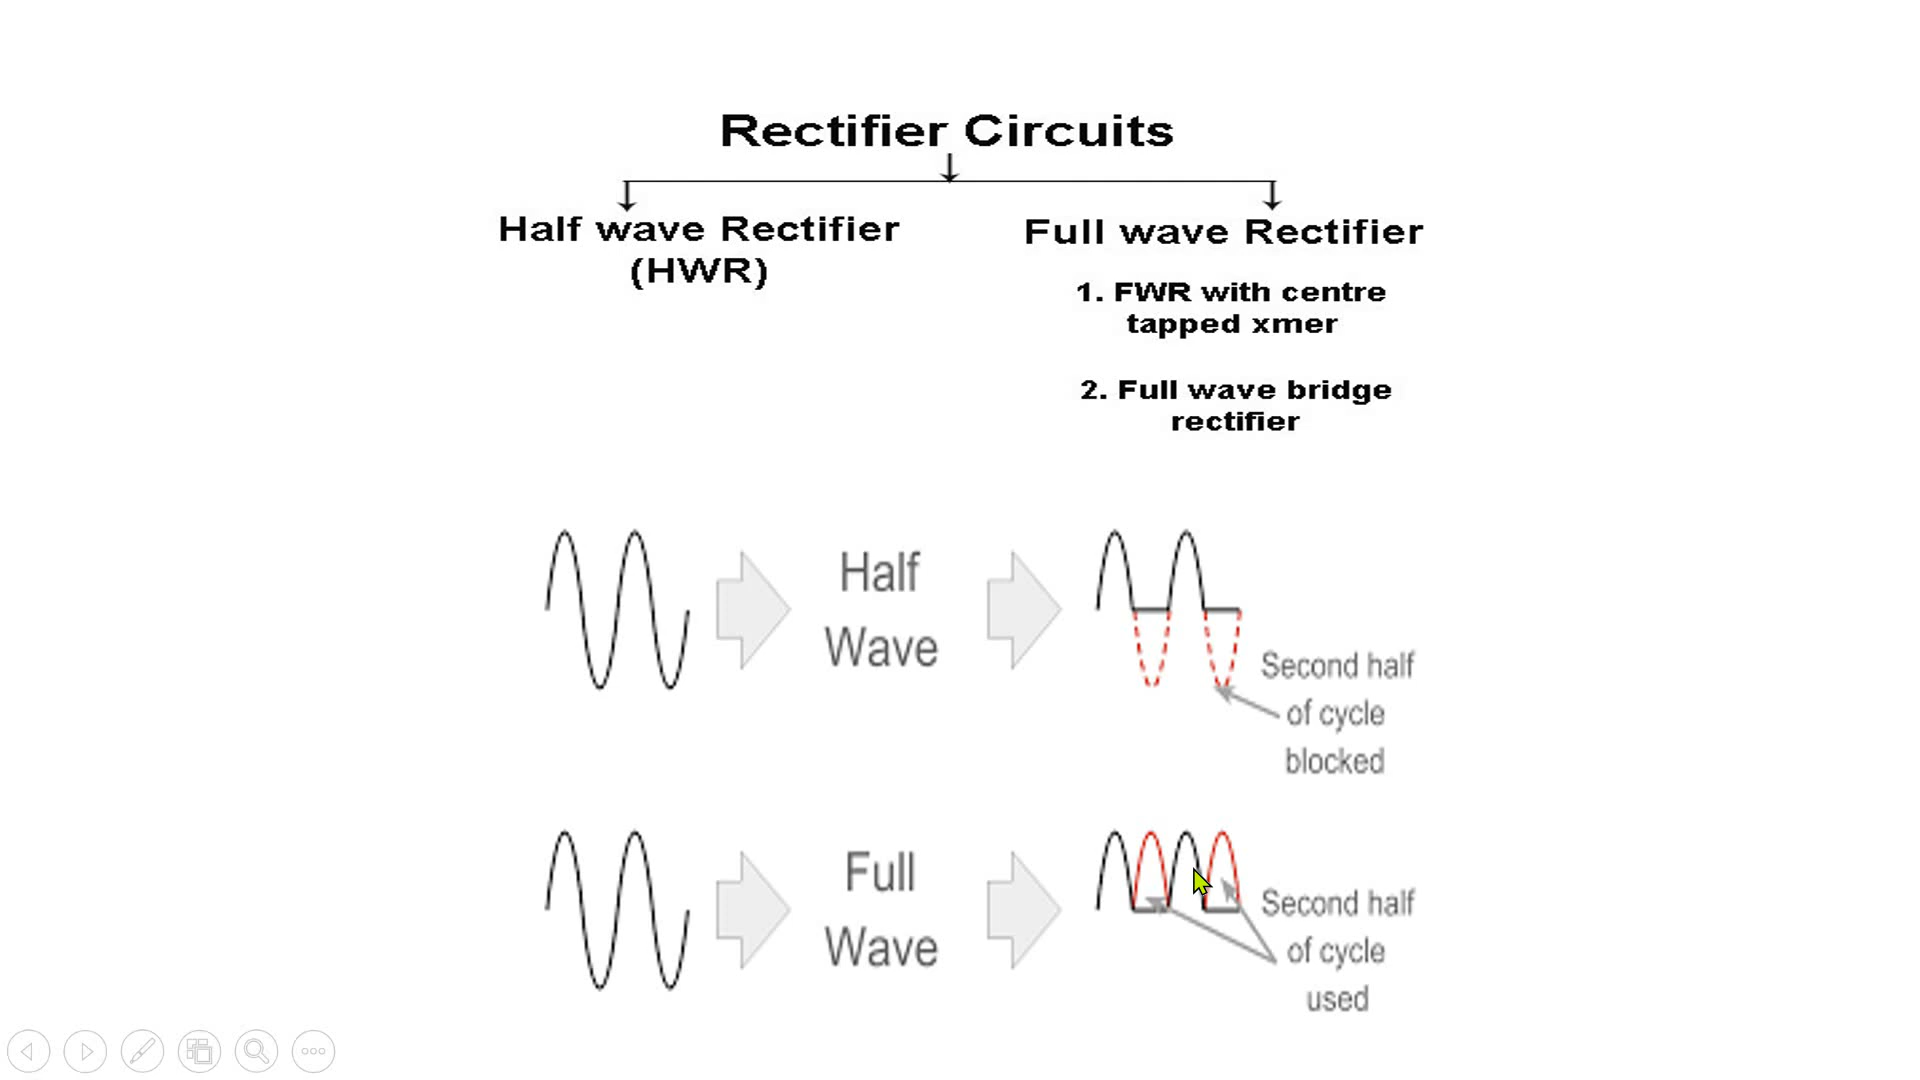 Rectifier Circuits
Half wave Rectifier
(HWR)
Full wave Rectifier
1. FWR with centre
tapped xmer
2. Full wave bridge
rectifier
Half
Wave
Second half
of cycle
blocked
Full
Wave
Second half
of cycle
used